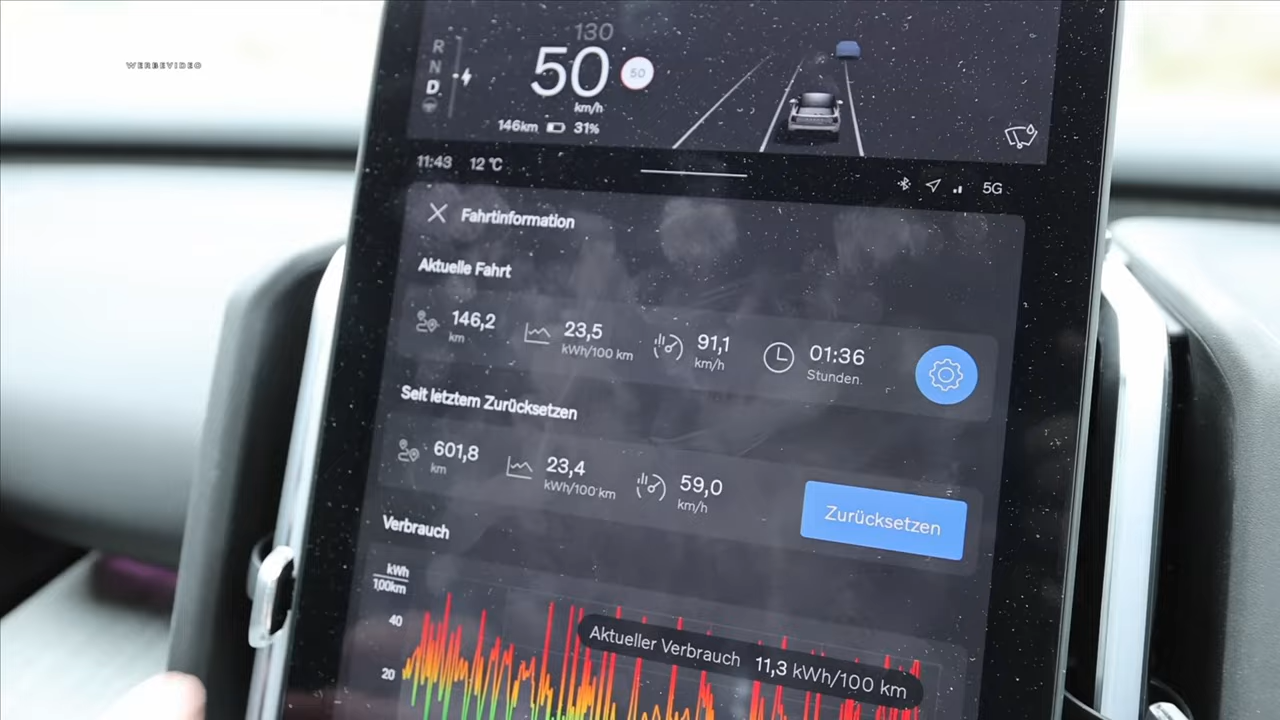 WERBEVIDEO
R
N
D
130
50
50
km/h
146km 31%
11:43 12 °C
5G
Fahrtinformation
Aktuelle Fahrt
146,2 km
23,5 kWh/100 km
91,1 km/h
01:36 Stunden.
Seit letztem Zurücksetzen
601,8 km
23,4 kWh/100 km
59,0 km/h
Zurücksetzen
Verbrauch
kWh
100km
40
20
Aktueller Verbrauch 11,3 kWh/100 km